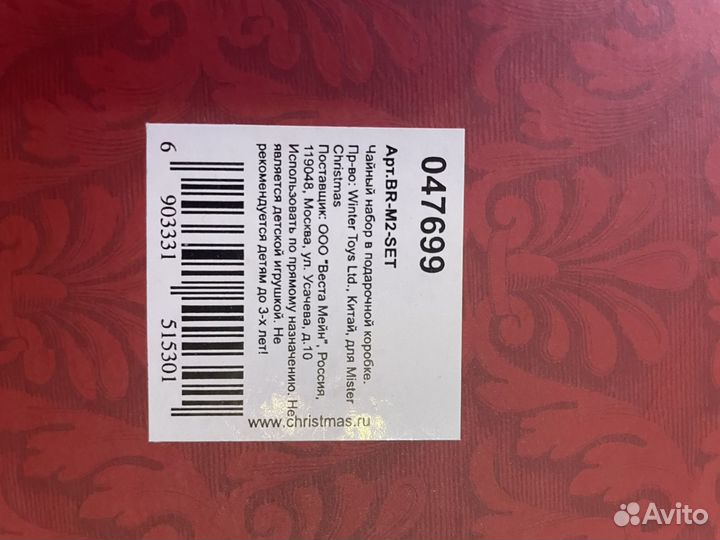 047699
Арт.BR-M2-SET
Чайный набор в подарочной коробке.
Пр-во: Winter Toys Ltd., Китай, для Mister
Christmas
Поставщик: ООО "Веста Мейн", Россия,
119048, Москва, ул. Усачева, д.10
Использовать по прямому назначению. Не
является детской игрушкой. Не
рекомендуется детям до 3-х лет!
www.christmas.ru
6 903331 515301
Avito